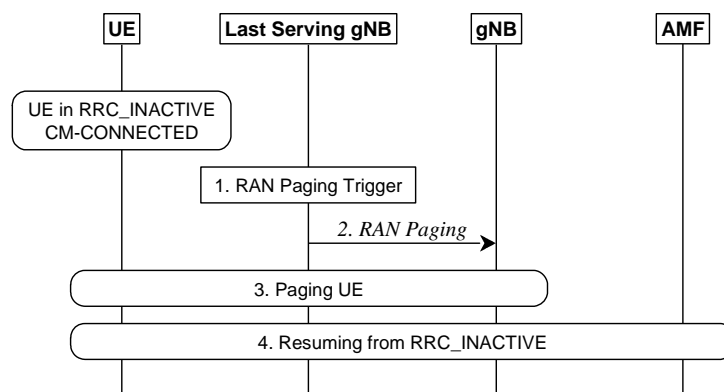 UE
Last Serving gNB
gNB
AMF
UE in RRC_INACTIVE
CM-CONNECTED
1. RAN Paging Trigger
2. RAN Paging
3. Paging UE
4. Resuming from RRC_INACTIVE